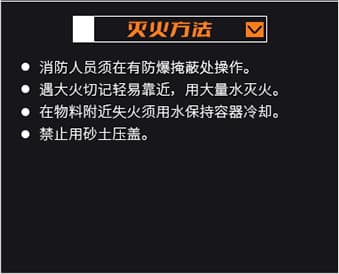 灭火方法
消防人员须在有防爆掩蔽处操作。
遇大火切记轻易靠近，用大量水灭火。
在物料附近失火须用水保持容器冷却。
禁止用砂土压盖。